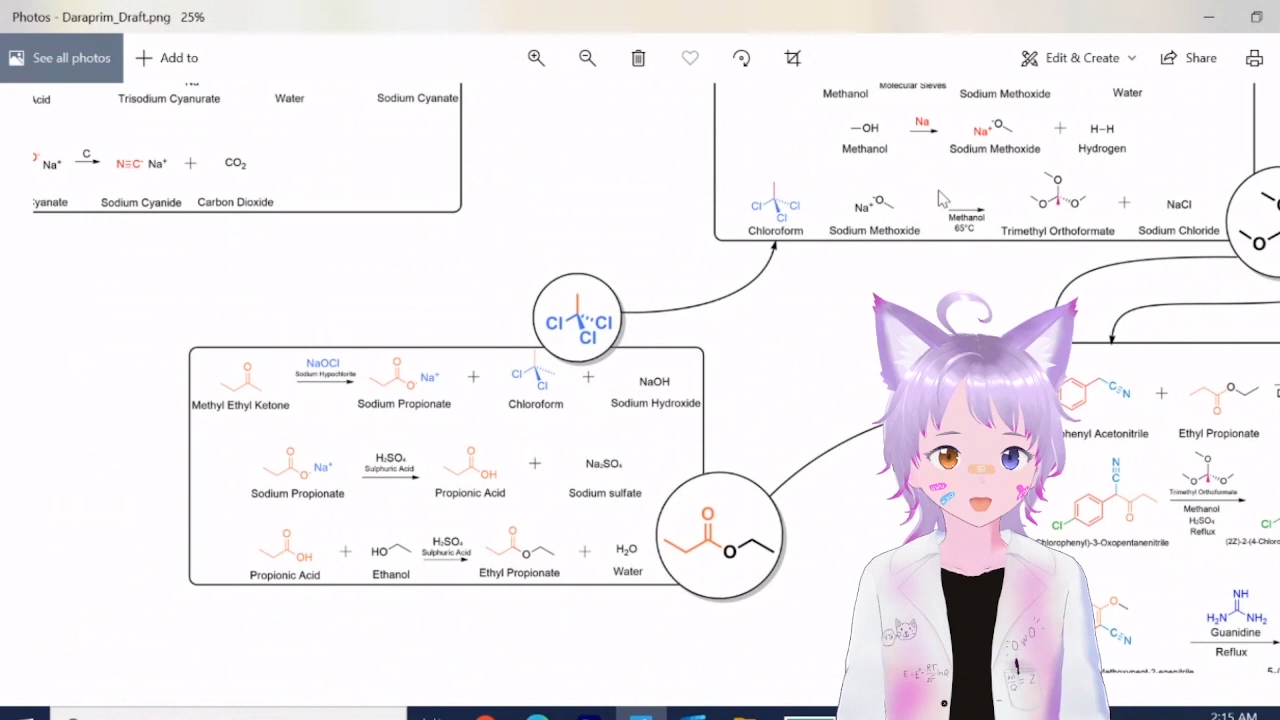 Photos - Daraprim_Draft.png 25%
See all photos
Add to
Edit & Create
Share
Trisodium Cyanurate Water Sodium Cyanate
Na⁺ C N≡C⁻ Na⁺ + CO₂
Sodium Cyanide Carbon Dioxide
Methanol Molecular Sieves Sodium Methoxide Water
—OH Na Na⁺ O + H–H
Methanol Sodium Methoxide Hydrogen
Cl Cl Cl Na⁺ O Methanol 65°C O O O + NaCl
Chloroform Sodium Methoxide Trimethyl Orthoformate Sodium Chloride
O
Cl Cl Cl
O NaOCl Sodium Hypochlorite O O⁻ Na⁺ + Cl Cl + NaOH
Methyl Ethyl Ketone Sodium Propionate Chloroform Sodium Hydroxide
O O Na⁺ H₂SO₄ Sulphuric Acid O OH + Na₂SO₄
Sodium Propionate Propionic Acid Sodium sulfate
O OH + HO H₂SO₄ Sulphuric Acid O O + H₂O
Propionic Acid Ethanol Ethyl Propionate Water
O O
C≡N + O O
Acetonitrile Ethyl Propionate
N C Cl O O O O Trimethyl Orthoformate
Methanol
H₂SO₄
Reflux
Cl
O C≡N NH H₂N NH₂
Guanidine
Reflux
2:15 AM